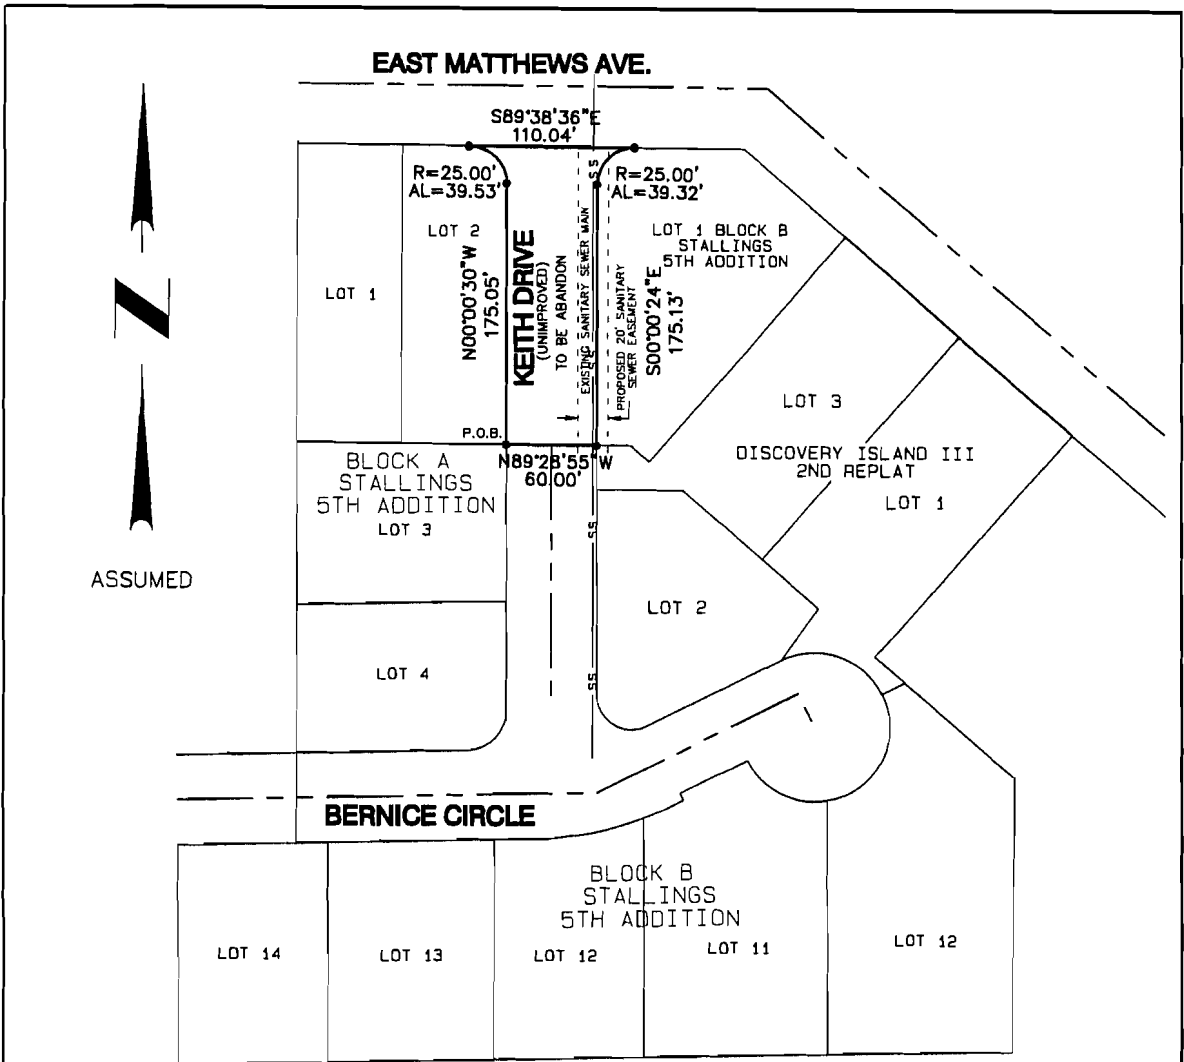 EAST MATTHEWS AVE.
S89°38'36"E
110.04'
R=25.00'
AL=39.53'
R=25.00'
AL=39.32'
SS
LOT 1
LOT 2
N00°00'30"W
175.05'
KEITH DRIVE
(UNIMPROVED)
TO BE ABANDON
EXISTING SANITARY SEWER MAIN
SS
PROPOSED 20' SANITARY
SEWER EASEMENT
S00°00'24"E
175.13'
LOT 1 BLOCK B
STALLINGS
5TH ADDITION
N
P.O.B.
N89°28'55"W
60.00'
LOT 3
DISCOVERY ISLAND III
2ND REPLAT
LOT 1
BLOCK A
STALLINGS
5TH ADDITION
LOT 3
SS
ASSUMED
LOT 2
LOT 4
SS
BERNICE CIRCLE
BLOCK B
STALLINGS
5TH ADDITION
LOT 14
LOT 13
LOT 12
LOT 11
LOT 12